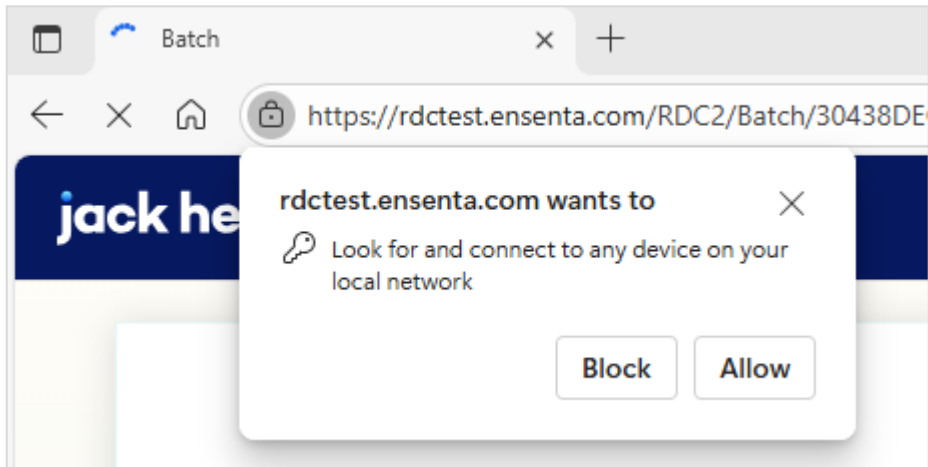 Batch
https://rdctest.ensenta.com/RDC2/Batch/30438DE
jack he
rdctest.ensenta.com wants to
Look for and connect to any device on your
local network
Block
Allow